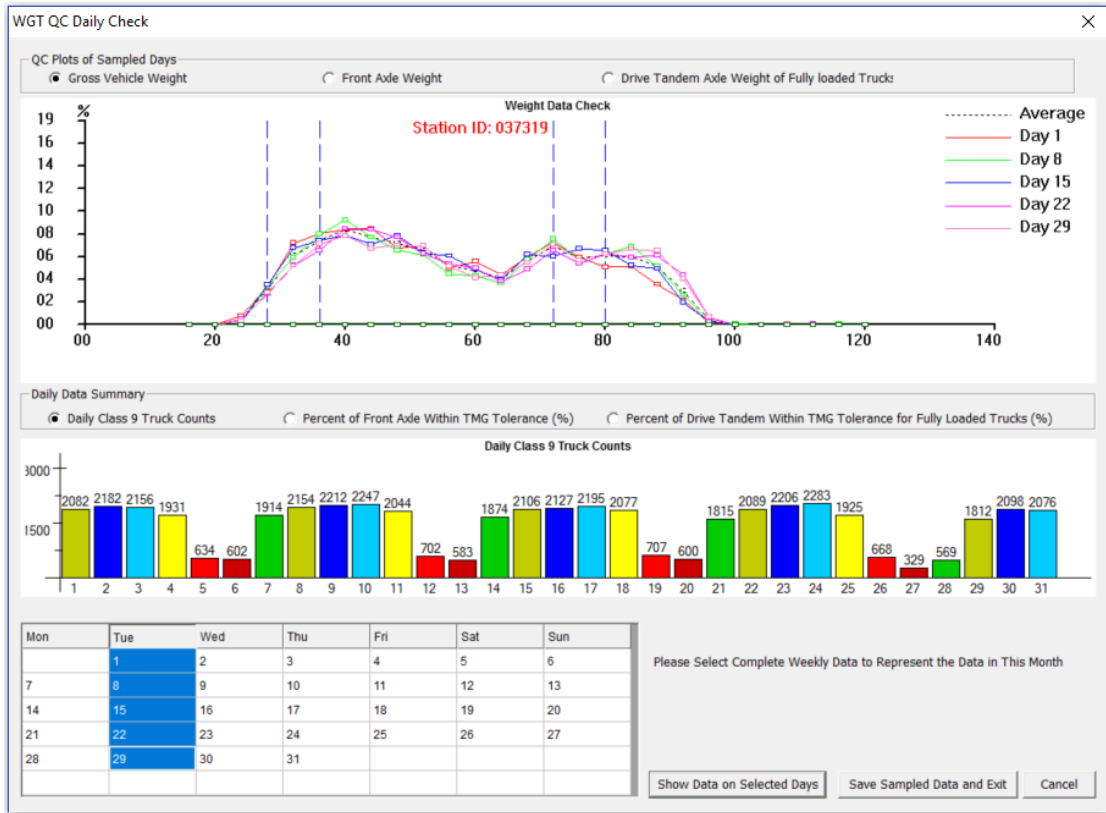 WGT QC Daily Check
QC Plots of Sampled Days
Gross Vehicle Weight Front Axle Weight Drive Tandem Axle Weight of Fully loaded Truck
Weight Data Check
Station ID: 037319
%
19
16
14
12
10
08
06
04
02
00
00 20 40 60 80 100 120 140
Average
Day 1
Day 8
Day 15
Day 22
Day 29
Daily Data Summary
Daily Class 9 Truck Counts Percent of Front Axle Within TMG Tolerance (%) Percent of Drive Tandem Within TMG Tolerance for Fully Loaded Trucks (%)
Daily Class 9 Truck Counts
3000
1500
2082 2182 2156 1931 634 602 1914 2154 2212 2247 2044 702 583 1874 2106 2127 2195 2077 707 600 1815 2089 2206 2283 1925 668 329 569 1812 2098 2076
1 2 3 4 5 6 7 8 9 10 11 12 13 14 15 16 17 18 19 20 21 22 23 24 25 26 27 28 29 30 31
Mon Tue Wed Thu Fri Sat Sun
1 2 3 4 5 6
7 8 9 10 11 12 13
14 15 16 17 18 19 20
21 22 23 24 25 26 27
28 29 30 31
Please Select Complete Weekly Data to Represent the Data in This Month
Show Data on Selected Days Save Sampled Data and Exit Cancel